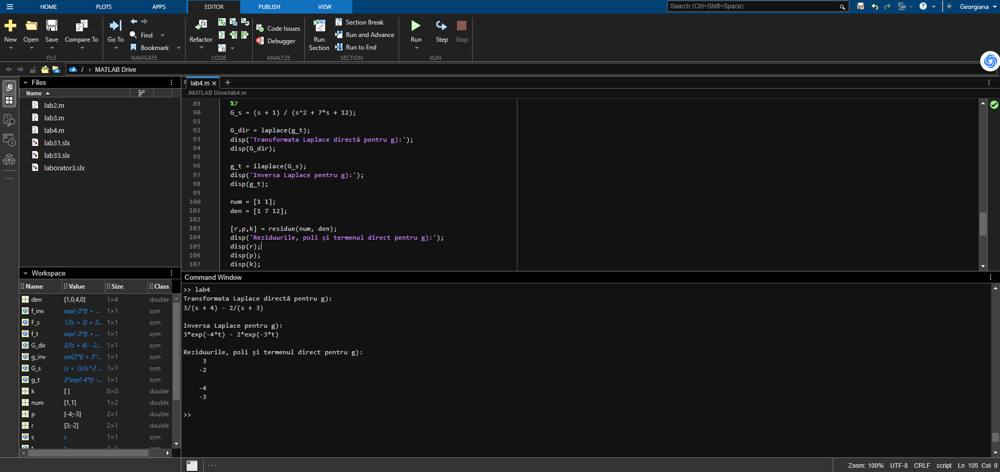 HOME PLOTS APPS EDITOR PUBLISH VIEW Search (Ctrl+Shift+Space) Georgiana
New Open Save Compare To
FILE
Go To Find Bookmark
NAVIGATE
Refactor
CODE
Code Issues
Debugger
ANALYZE
Run Section
Section Break
Run and Advance
Run to End
SECTION
Run Step Stop
RUN
/ > MATLAB Drive
Files
Name
lab2.m
lab3.m
lab4.m
lab31.slx
lab33.slx
laborator3.slx
Workspace
Name Value Size Class
den [1,0,4,0] 1×4 double
f_inv exp(-3*t) + ... 1×1 sym
F_s 1/(s + 3) + 3... 1×1 sym
f_t exp(-3*t) + ... 1×1 sym
G_dir 3/(s + 4) - 2... 1×1 sym
g_inv sin(2*t) + 3*... 1×1 sym
G_s (s + 1)/(s^2 ... 1×1 sym
g_t 3*exp(-4*t) -... 1×1 sym
k [ ] 0×0 double
num [1,1] 1×2 double
p [-4;-3] 2×1 double
r [3;-2] 2×1 double
s s 1×1 sym
t t 1×1 sym
lab4.m
/MATLAB Drive/lab4.m
89 %7
90 G_s = (s + 1) / (s^2 + 7*s + 12);
91
92 G_dir = laplace(g_t);
93 disp('Transformata Laplace directă pentru g):');
94 disp(G_dir);
95
96 g_t = ilaplace(G_s);
97 disp('Inversa Laplace pentru g):');
98 disp(g_t);
99
100 num = [1 1];
101 den = [1 7 12];
102
103 [r,p,k] = residue(num, den);
104 disp('Reziduurile, poli și termenul direct pentru g):');
105 disp(r);
106 disp(p);
107 disp(k);
Command Window
>> lab4
Transformata Laplace directă pentru g):
3/(s + 4) - 2/(s + 3)
Inversa Laplace pentru g):
3*exp(-4*t) - 2*exp(-3*t)
Reziduurile, poli și termenul direct pentru g):
3
-2
-4
-3
>>
Zoom: 100% UTF-8 CRLF script Ln 105 Col 9